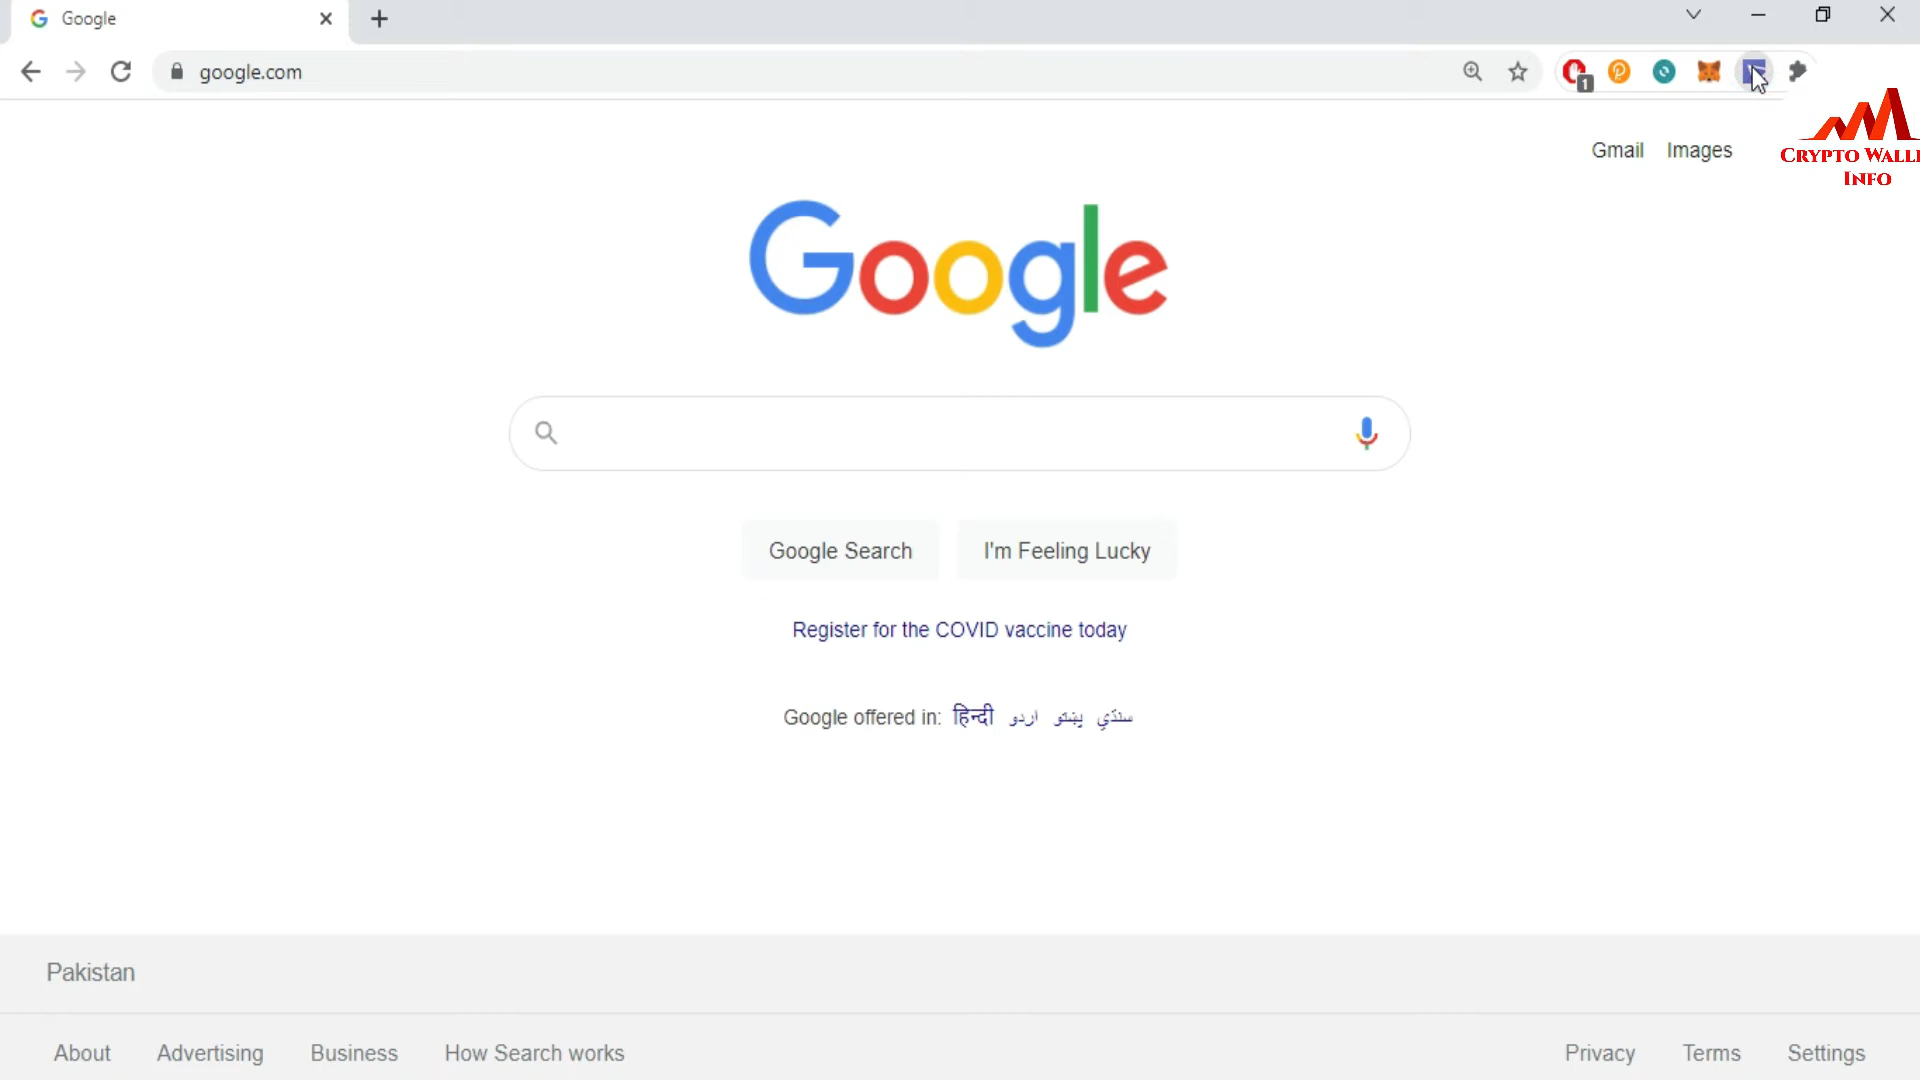 Google
google.com
1
Gmail Images
CRYPTO
INFO
Google
Google Search I'm Feeling Lucky
Register for the COVID vaccine today
Google offered in: हिन्दी اردو پښتو سنڌي
Pakistan
About Advertising Business How Search works Privacy Terms Settings